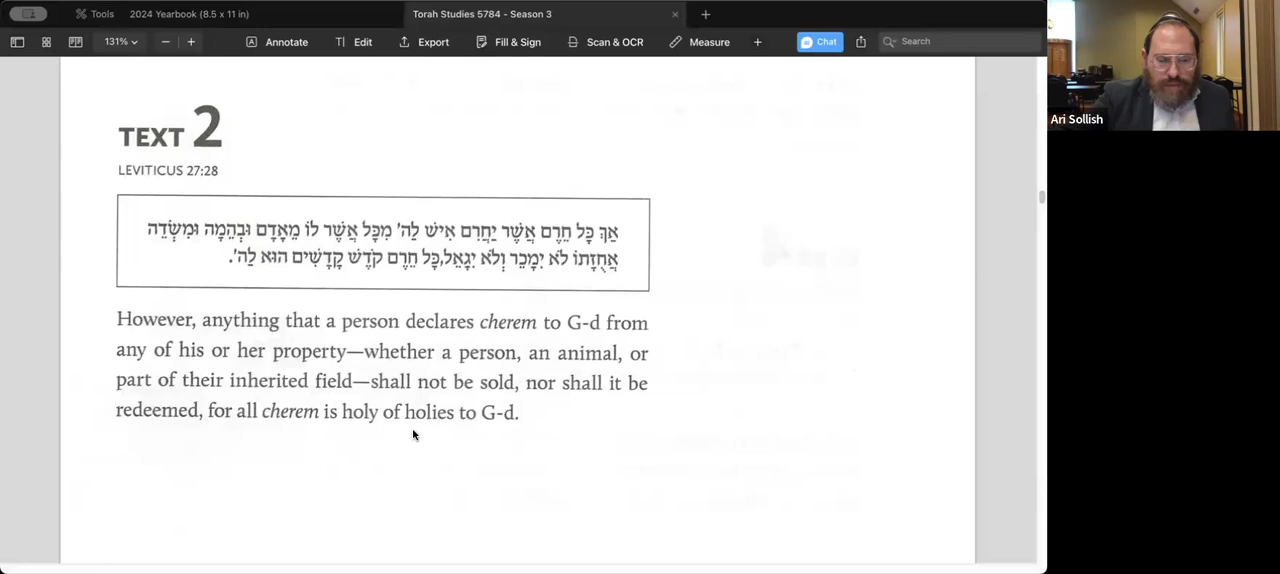 Tools
2024 Yearbook (8.5 x 11 in)
Torah Studies 5784 - Season 3
131%
Annotate
Edit
Export
Fill & Sign
Scan & OCR
Measure
Chat
Search
Ari Sollish
TEXT 2
LEVITICUS 27:28
אַךְ כָּל חֵרֶם אֲשֶׁר יַחֲרִם אִישׁ לַה' מִכָּל אֲשֶׁר לוֹ מֵאָדָם וּבְהֵמָה וּמִשְׂדֵה
אֲחֻזָתוֹ לֹא יִמָכֵר וְלֹא יִגָאֵל,כָּל חֵרֶם קֹדֶשׁ קָדָשִׁים הוּא לַה'.
However, anything that a person declares cherem to G-d from
any of his or her property—whether a person, an animal, or
part of their inherited field—shall not be sold, nor shall it be
redeemed, for all cherem is holy of holies to G-d.